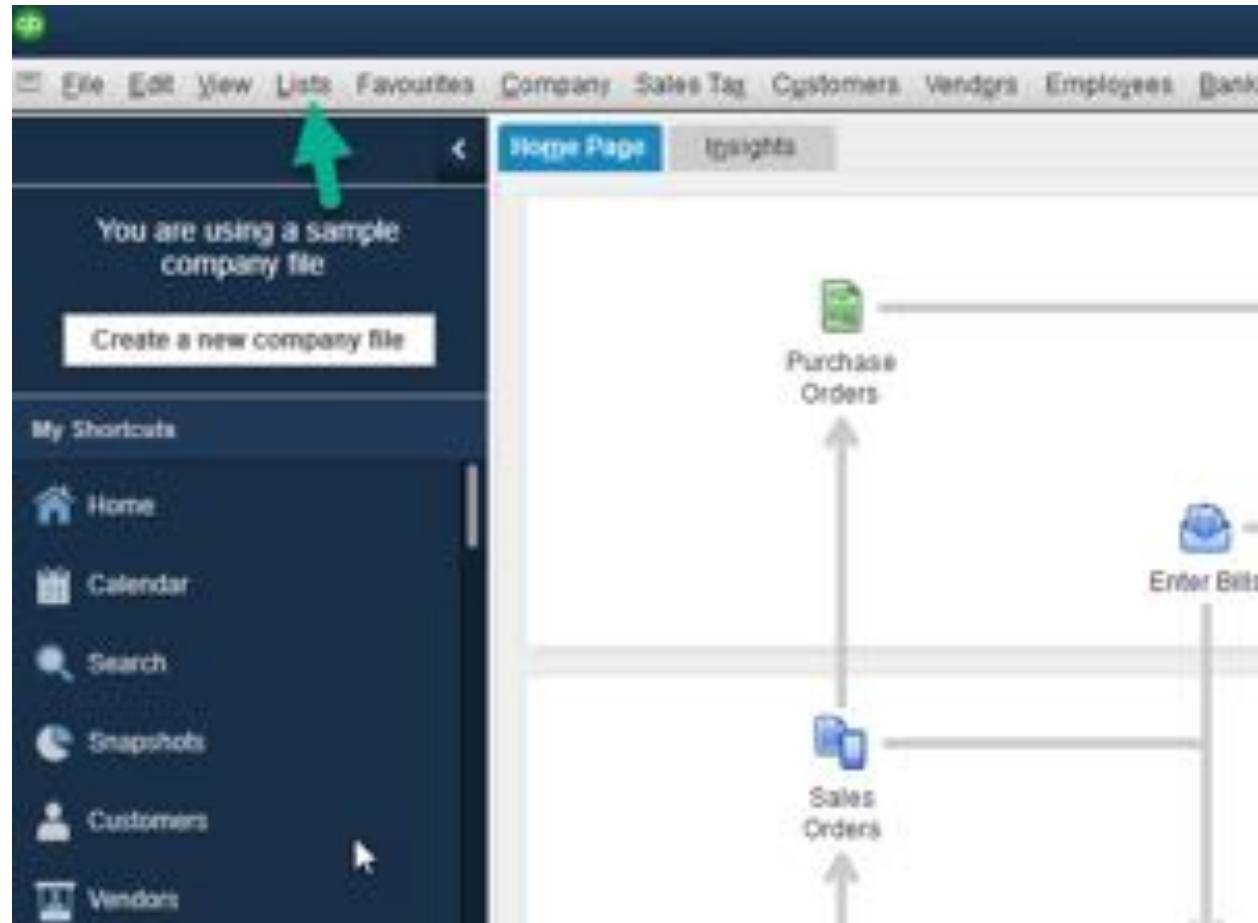 qb
File Edit View Lists Favourites Company Sales Tax Customers Vendors Employees Bank
Home Page Insights
You are using a sample
company file
Create a new company file
My Shortcuts
Home
Calendar
Search
Snapshots
Customers
Vendors
Purchase
Orders
Enter Bills
Sales
Orders